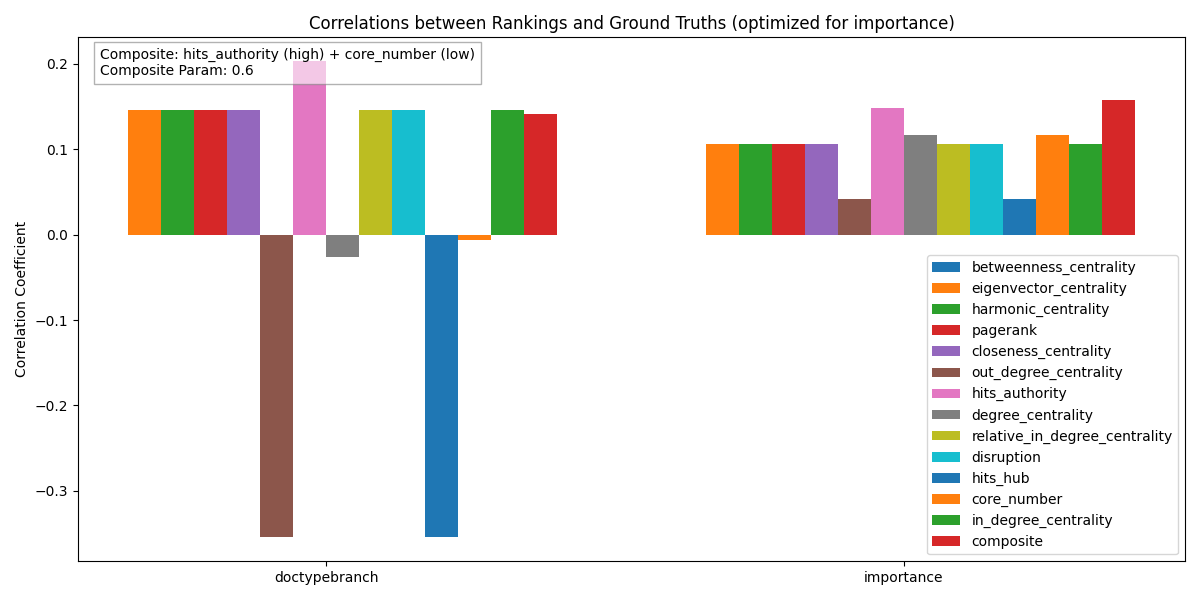 Correlations between Rankings and Ground Truths (optimized for importance)
Composite: hits_authority (high) + core_number (low)
Composite Param: 0.6
Correlation Coefficient
0.2
0.1
0.0
−0.1
−0.2
−0.3
doctypebranch
importance
betweenness_centrality
eigenvector_centrality
harmonic_centrality
pagerank
closeness_centrality
out_degree_centrality
hits_authority
degree_centrality
relative_in_degree_centrality
disruption
hits_hub
core_number
in_degree_centrality
composite